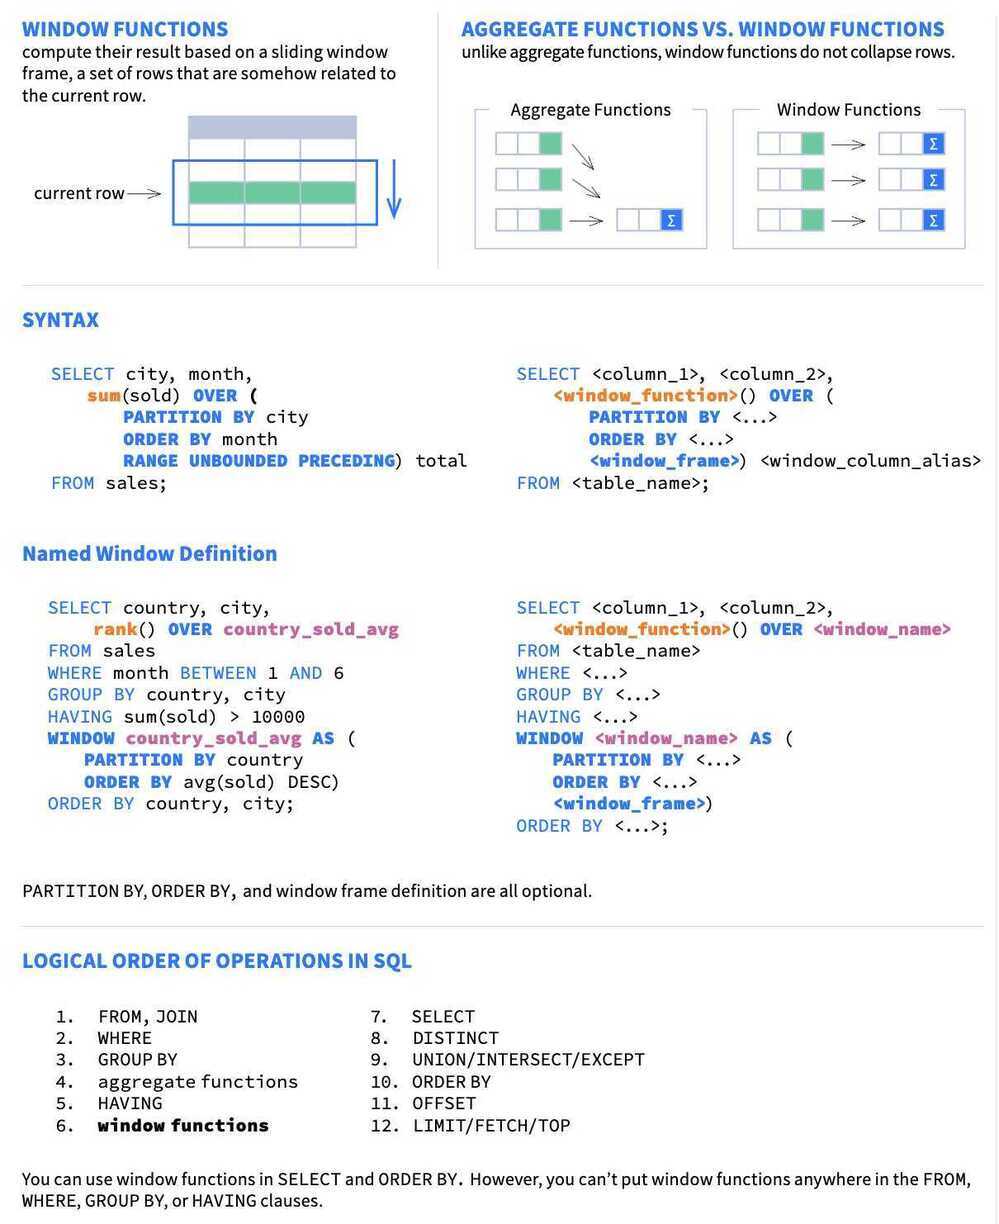 WINDOW FUNCTIONS
compute their result based on a sliding window
frame, a set of rows that are somehow related to
the current row.
current row
AGGREGATE FUNCTIONS VS. WINDOW FUNCTIONS
unlike aggregate functions, window functions do not collapse rows.
Aggregate Functions
Σ
Window Functions
Σ
Σ
Σ
SYNTAX
SELECT city, month,
sum(sold) OVER (
PARTITION BY city
ORDER BY month
RANGE UNBOUNDED PRECEDING) total
FROM sales;
SELECT <column_1>, <column_2>,
<window_function>() OVER (
PARTITION BY <...>
ORDER BY <...>
<window_frame>) <window_column_alias>
FROM <table_name>;
Named Window Definition
SELECT country, city,
rank() OVER country_sold_avg
FROM sales
WHERE month BETWEEN 1 AND 6
GROUP BY country, city
HAVING sum(sold) > 10000
WINDOW country_sold_avg AS (
PARTITION BY country
ORDER BY avg(sold) DESC)
ORDER BY country, city;
SELECT <column_1>, <column_2>,
<window_function>() OVER <window_name>
FROM <table_name>
WHERE <...>
GROUP BY <...>
HAVING <...>
WINDOW <window_name> AS (
PARTITION BY <...>
ORDER BY <...>
<window_frame>)
ORDER BY <...>;
PARTITION BY, ORDER BY, and window frame definition are all optional.
LOGICAL ORDER OF OPERATIONS IN SQL
1. FROM, JOIN
2. WHERE
3. GROUP BY
4. aggregate functions
5. HAVING
6. window functions
7. SELECT
8. DISTINCT
9. UNION/INTERSECT/EXCEPT
10. ORDER BY
11. OFFSET
12. LIMIT/FETCH/TOP
You can use window functions in SELECT and ORDER BY. However, you can't put window functions anywhere in the FROM,
WHERE, GROUP BY, or HAVING clauses.